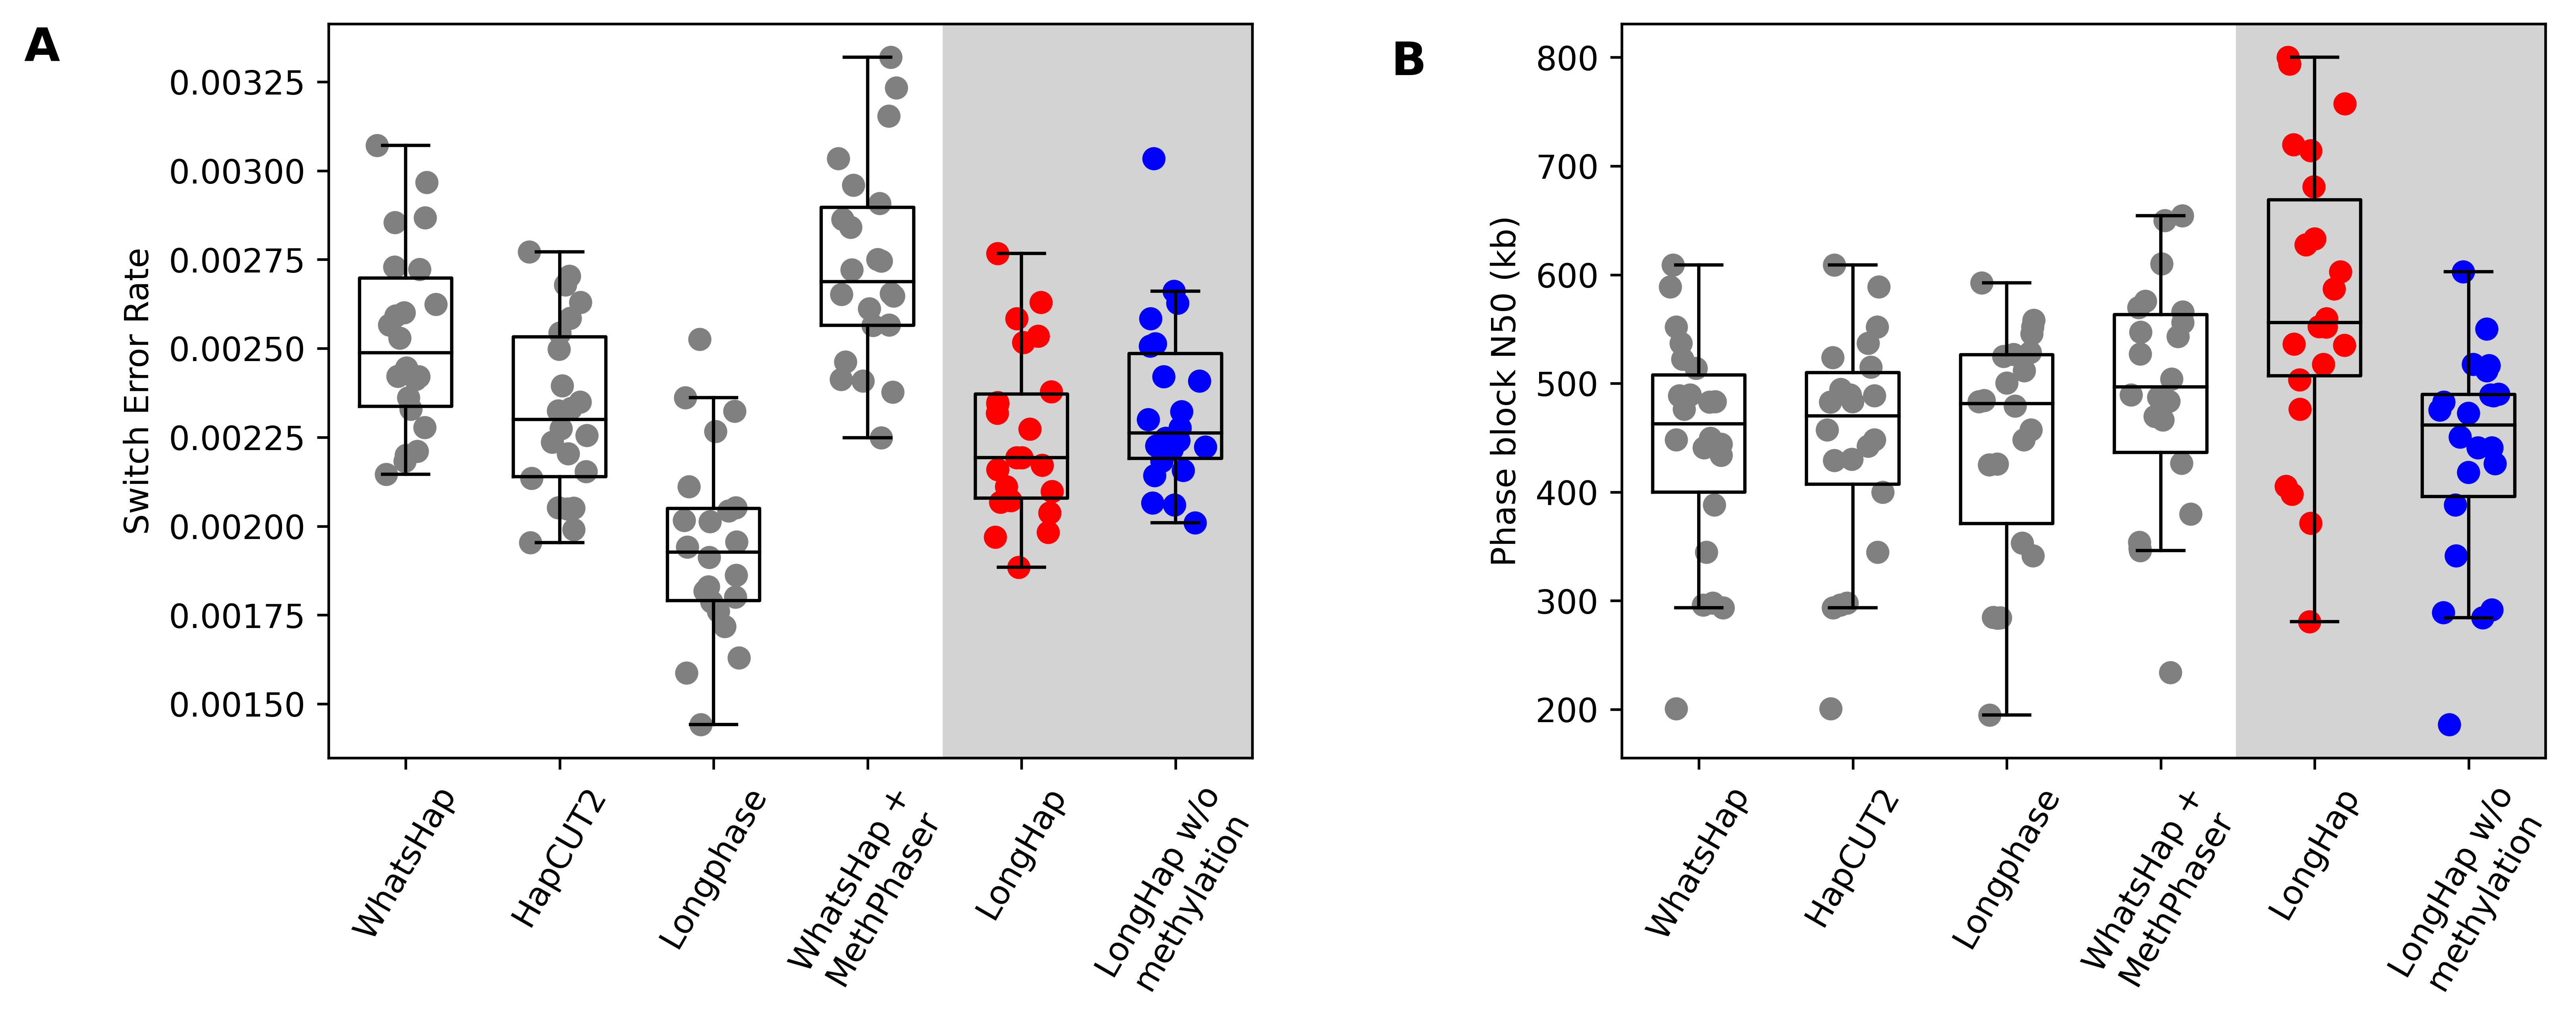 A
Switch Error Rate
0.00325
0.00300
0.00275
0.00250
0.00225
0.00200
0.00175
0.00150
WhatsHap
HapCUT2
Longphase
WhatsHap +
MethPhaser
LongHap
LongHap w/o
methylation
B
Phase block N50 (kb)
800
700
600
500
400
300
200
WhatsHap
HapCUT2
Longphase
WhatsHap +
MethPhaser
LongHap
LongHap w/o
methylation